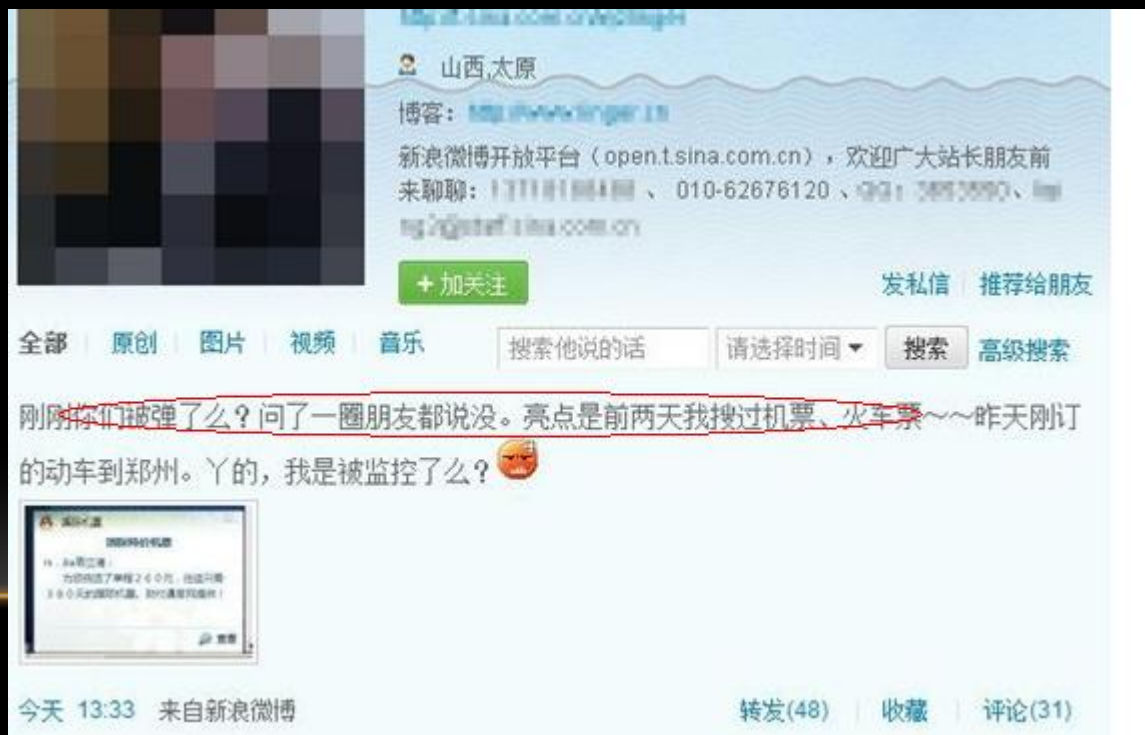 山西,太原
博客：
新浪微博开放平台（open.t.sina.com.cn），欢迎广大站长朋友前
来聊聊： 、 010-62676120 、 、
+ 加关注
发私信 推荐给朋友
全部 原创 图片 视频 音乐 搜索他说的话 请选择时间 搜索 高级搜索
刚刚你们被弹了么？问了一圈朋友都说没。亮点是前两天我搜过机票、火车票～～昨天刚订
的动车到郑州。丫的，我是被监控了么？
今天 13:33 来自新浪微博 转发(48) 收藏 评论(31)